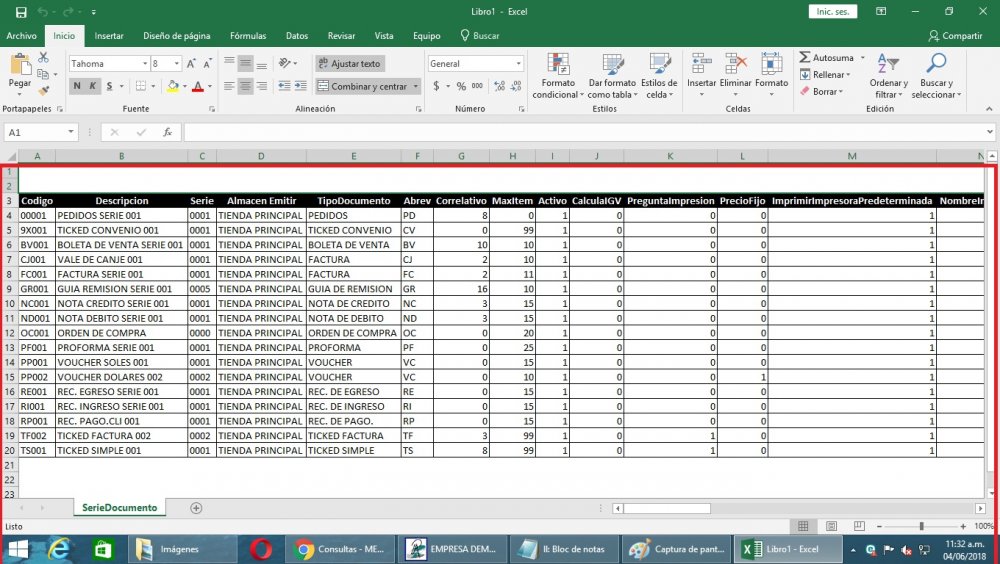 Libro1 - Excel
Inic. ses.
Archivo Inicio Insertar Diseño de página Fórmulas Datos Revisar Vista Equipo Buscar Compartir
Pegar
Tahoma 8
N K S
Ajustar texto
Combinar y centrar
General
$ % 000
Formato condicional
Dar formato como tabla
Estilos de celda
Insertar Eliminar Formato
Autosuma
Rellenar
Borrar
Ordenar y filtrar
Buscar y seleccionar
Portapapeles Fuente Alineación Número Estilos Celdas Edición
A1 fx
A B C D E F G H I J K L M N
1
2
3 Codigo Descripcion Serie Almacen Emitir TipoDocumento Abrev Correlativo MaxItem Activo CalculaIGV PreguntaImpresion PrecioFijo ImprimirImpresoraPredeterminada NombreIn
4 00001 PEDIDOS SERIE 001 0001 TIENDA PRINCIPAL PEDIDOS PD 8 0 1 0 0 0 1
5 9X001 TICKED CONVENIO 001 0001 TIENDA PRINCIPAL TICKED CONVENIO CV 0 99 1 0 0 0 1
6 BV001 BOLETA DE VENTA SERIE 001 0001 TIENDA PRINCIPAL BOLETA DE VENTA BV 10 10 1 0 0 0 1
7 CJ001 VALE DE CANJE 001 0001 TIENDA PRINCIPAL FACTURA CJ 2 10 1 0 0 0 1
8 FC001 FACTURA SERIE 001 0001 TIENDA PRINCIPAL FACTURA FC 2 11 1 0 0 0 1
9 GR001 GUIA REMISION SERIE 001 0005 TIENDA PRINCIPAL GUIA DE REMISION GR 16 10 1 0 0 0 1
10 NC001 NOTA CREDITO SERIE 001 0001 TIENDA PRINCIPAL NOTA DE CREDITO NC 3 15 1 0 0 0 1
11 ND001 NOTA DEBITO SERIE 001 0001 TIENDA PRINCIPAL NOTA DE DEBITO ND 3 15 1 0 0 0 1
12 OC001 ORDEN DE COMPRA 0000 TIENDA PRINCIPAL ORDEN DE COMPRA OC 0 20 1 0 0 0 1
13 PF001 PROFORMA SERIE 001 0001 TIENDA PRINCIPAL PROFORMA PF 0 25 1 0 0 0 1
14 PP001 VOUCHER SOLES 001 0001 TIENDA PRINCIPAL VOUCHER VC 0 15 1 0 0 0 1
15 PP002 VOUCHER DOLARES 002 0002 TIENDA PRINCIPAL VOUCHER VC 0 10 1 0 0 1 1
16 RE001 REC. EGRESO SERIE 001 0001 TIENDA PRINCIPAL REC. DE EGRESO RE 0 15 1 0 0 0 1
17 RI001 REC. INGRESO SERIE 001 0001 TIENDA PRINCIPAL REC. DE INGRESO RI 0 15 1 0 0 0 1
18 RP001 REC. PAGO.CLI 001 0001 TIENDA PRINCIPAL REC. DE PAGO. RP 0 15 1 0 0 0 1
19 TF002 TICKED FACTURA 002 0002 TIENDA PRINCIPAL TICKED FACTURA TF 3 99 1 0 1 0 1
20 TS001 TICKED SIMPLE 001 0001 TIENDA PRINCIPAL TICKED SIMPLE TS 8 99 1 0 1 0 1
21
22
23
SerieDocumento
Listo 100%
Imágenes Consultas - ME... EMPRESA DEM... II: Bloc de notas Captura de pant... Libro1 - Excel
11:32 a.m.
04/06/2018